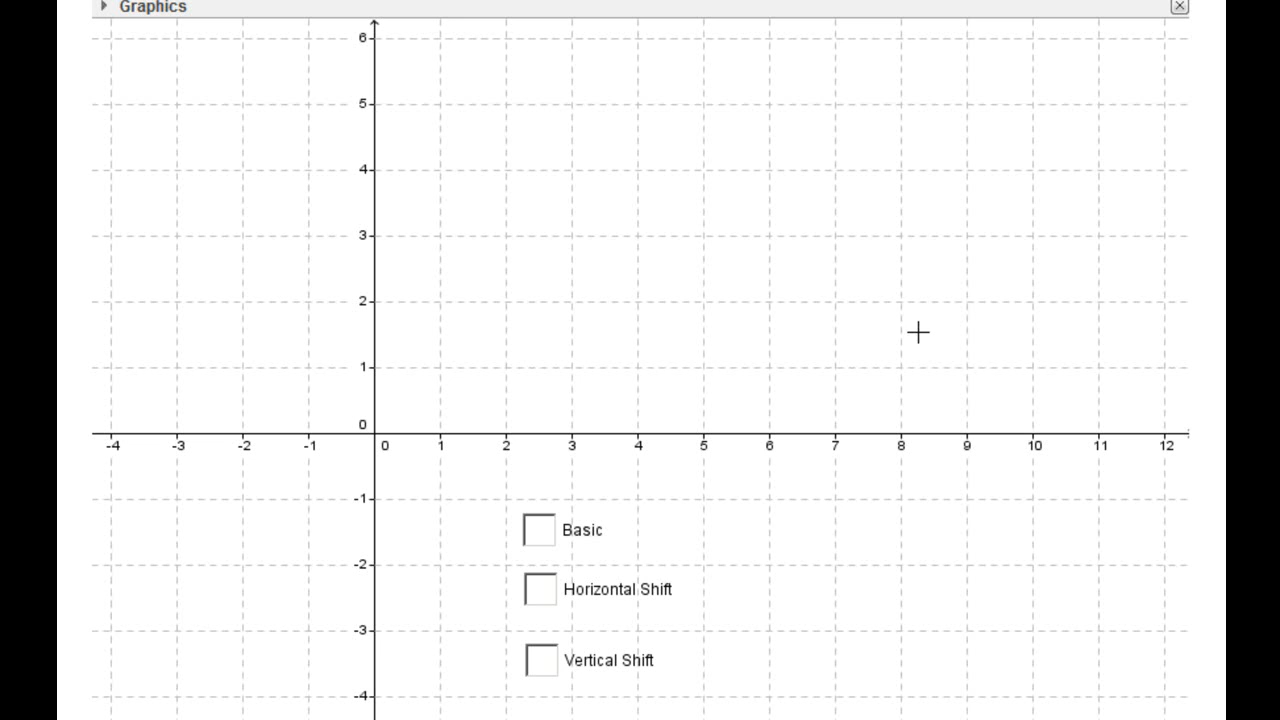 Graphics
6
5
4
3
2
1
0
-4 -3 -2 -1 0 1 2 3 4 5 6 7 8 9 10 11 12
-1
Basic
-2
Horizontal Shift
-3
Vertical Shift
-4